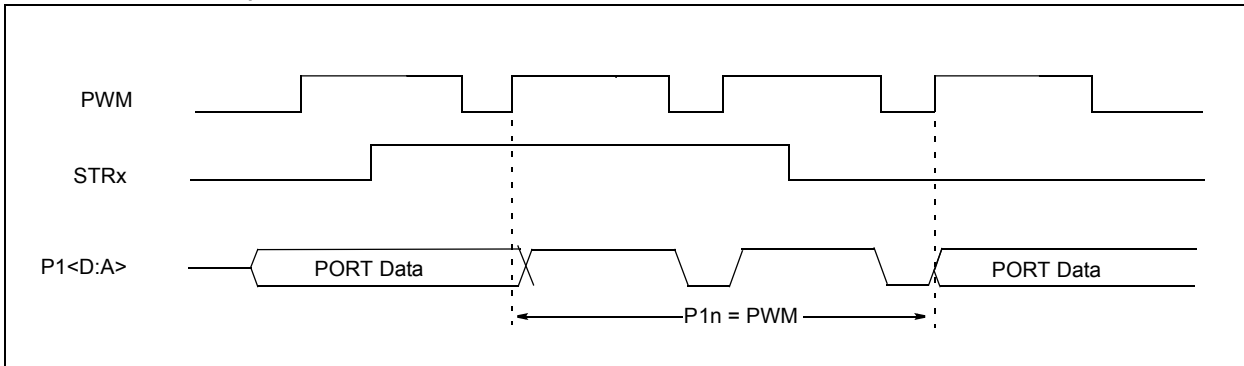 PWM
STRx
P1<D:A>
PORT Data
PORT Data
P1n = PWM